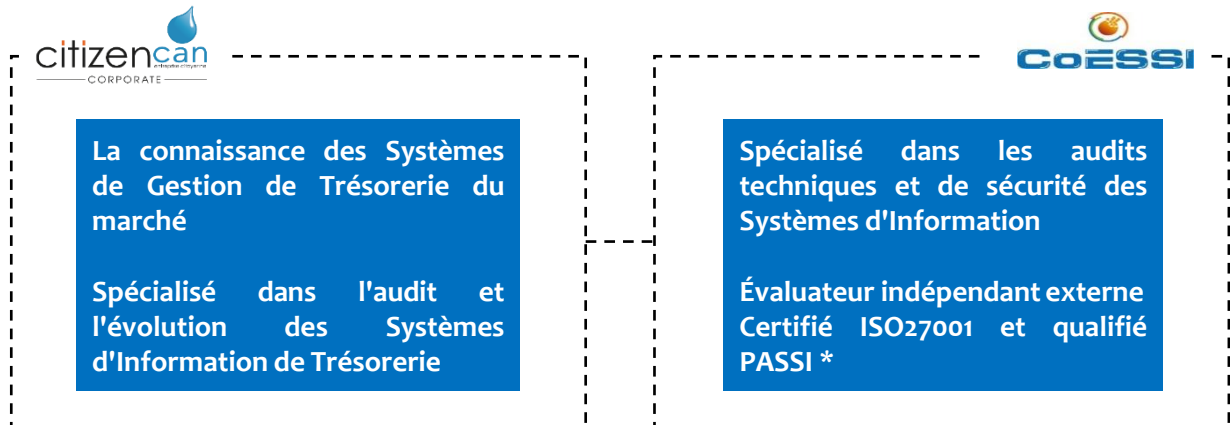 citizencan
entreprise citoyenne
CORPORATE
La connaissance des Systèmes
de Gestion de Trésorerie du
marché
Spécialisé dans l'audit et
l'évolution des Systèmes
d'Information de Trésorerie
CoESSI
Spécialisé dans les audits
techniques et de sécurité des
Systèmes d'Information
Évaluateur indépendant externe
Certifié ISO27001 et qualifié
PASSI *